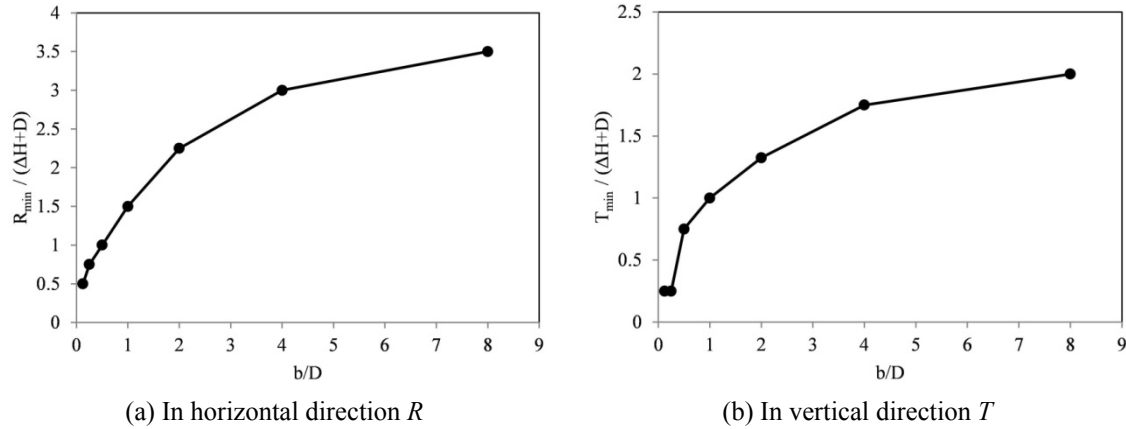 4
3.5
3
2.5
2
1.5
1
0.5
0
R_min / (ΔH+D)
0 1 2 3 4 5 6 7 8 9
b/D
(a) In horizontal direction R
2.5
2
1.5
1
0.5
0
T_min / (ΔH+D)
0 1 2 3 4 5 6 7 8 9
b/D
(b) In vertical direction T